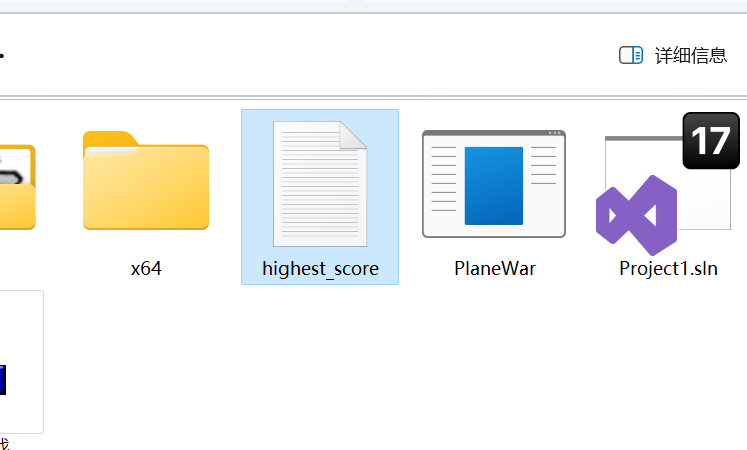 详细信息
x64
highest_score
PlaneWar
17
Project1.sln